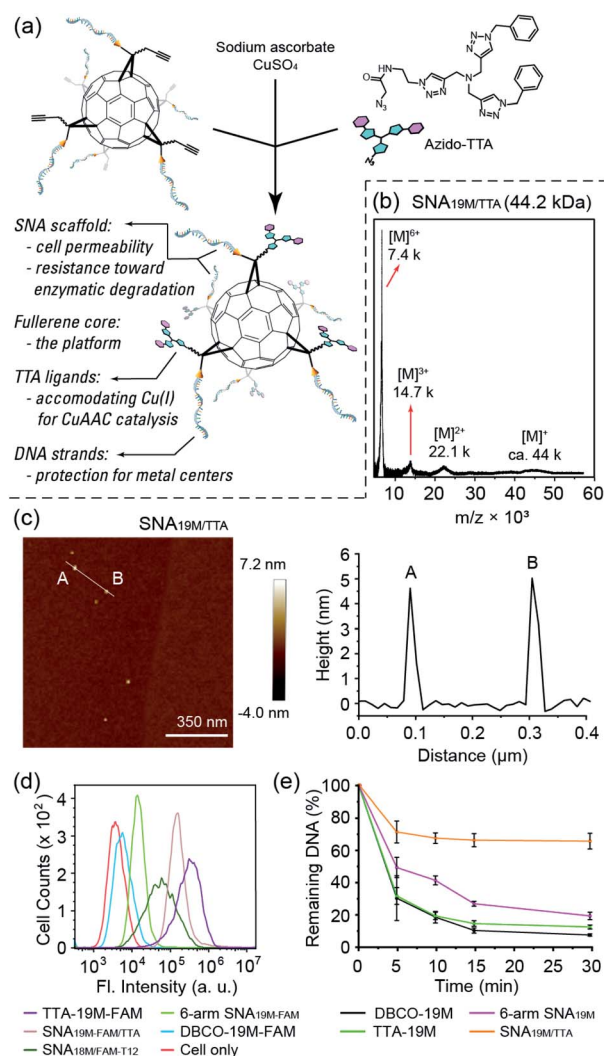 (a)
Sodium ascorbate
CuSO₄
HN
O
N₃
N
N=N
N
N=N
N
N
N=N
N
N₃
Azido-TTA
SNA scaffold:
- cell permeability
- resistance toward
enzymatic degradation
Fullerene core:
- the platform
TTA ligands:
- accomodating Cu(I)
for CuAAC catalysis
DNA strands:
- protection for metal centers
(b) SNA19M/TTA (44.2 kDa)
[M]⁶⁺
7.4 k
[M]³⁺
14.7 k
[M]²⁺
22.1 k
[M]⁺
ca. 44 k
10 20 30 40 50 60
m/z × 10³
(c) SNA19M/TTA
A B
7.2 nm
-4.0 nm
350 nm
Height (nm)
6
5
4
3
2
1
0
A B
0.0 0.1 0.2 0.3 0.4
Distance (µm)
(d)
Cell Counts (x 10²)
4
3
2
1
0
10³ 10⁴ 10⁵ 10⁶ 10⁷
Fl. Intensity (a. u.)
TTA-19M-FAM
6-arm SNA19M-FAM
SNA19M-FAM/TTA
DBCO-19M-FAM
SNA18M/FAM-T12
Cell only
(e)
Remaining DNA (%)
100
80
60
40
20
0
0 5 10 15 20 25 30
Time (min)
DBCO-19M
6-arm SNA19M
TTA-19M
SNA19M/TTA